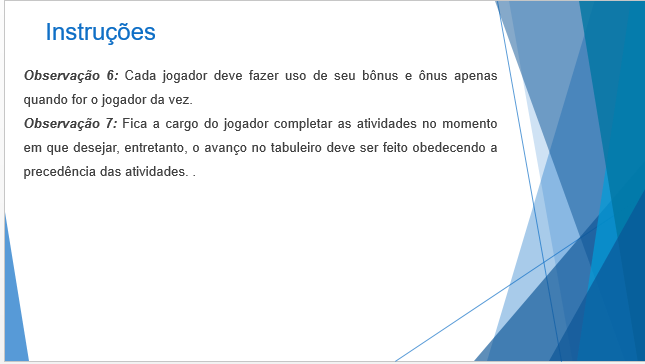 Instruções
Observação 6: Cada jogador deve fazer uso de seu bônus e ônus apenas
quando for o jogador da vez.
Observação 7: Fica a cargo do jogador completar as atividades no momento
em que desejar, entretanto, o avanço no tabuleiro deve ser feito obedecendo a
precedência das atividades. .